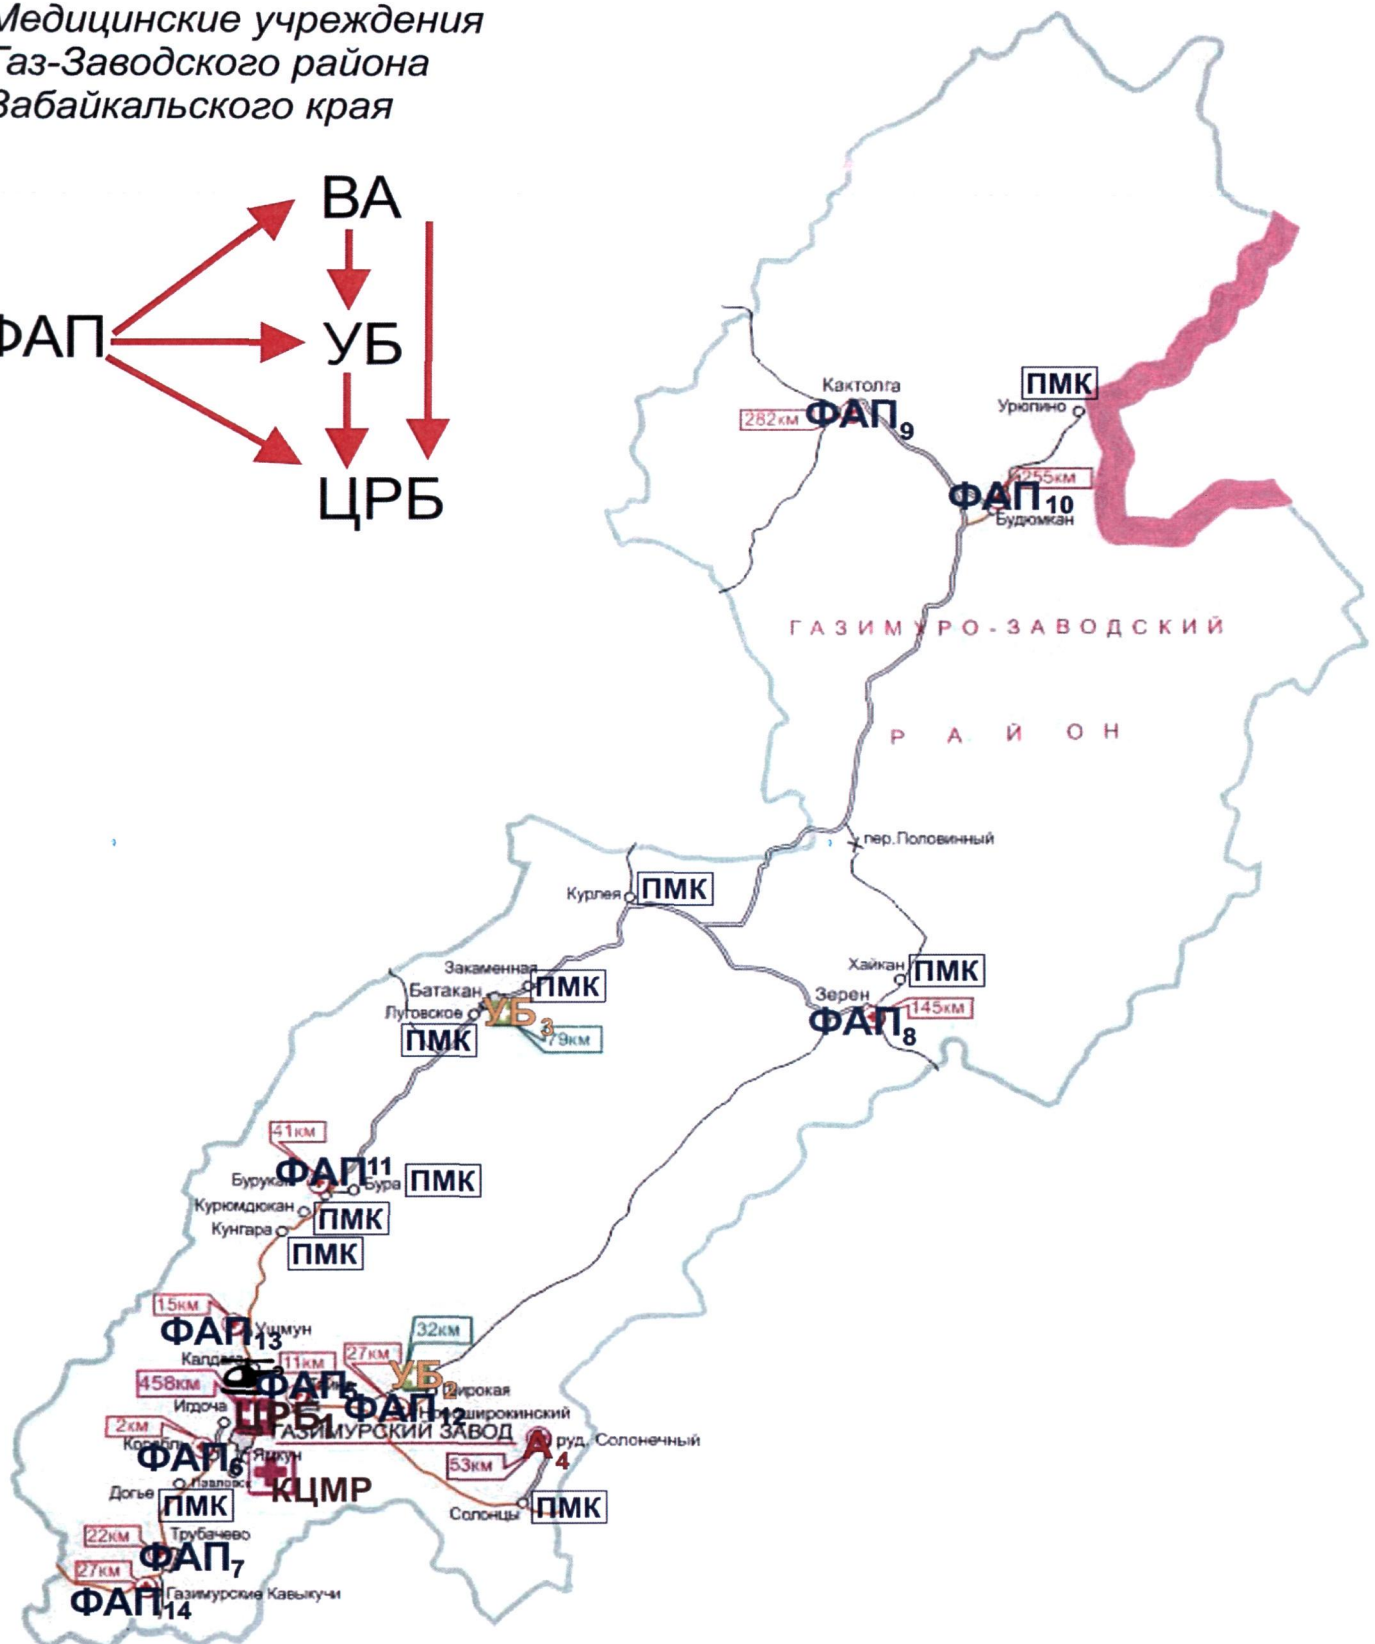 Медицинские учреждения
Газ-Заводского района
Забайкальского края
ВА
ФАП
УБ
ЦРБ
ПМК
Кактолга
Урюпино
282км
ФАП9
255км
ФАП10
Будюмкан
ГАЗИМУРО-ЗАВОДСКИЙ
РАЙОН
пер.Половинный
Курлея
ПМК
Закаменная
Хайкан
ПМК
Батакан
ПМК
Зерен
Луговское
УБ3
145км
ПМК
79км
ФАП8
41км
ФАП11
Бура
ПМК
Курюмдюкан
ПМК
Кунгара
ПМК
15км
ФАП13
Ушмун
32км
11км
27км
458км
УБ2
Широкая
ФАП5
Игдоча
ЦРБ1
ФАП12
Новоширокинский
2км
ГАЗИМУРСКИЙ ЗАВОД
А4
руд. Солонечный
ФАП6
Ямкун
53км
Павловск
КЦМР
Догье
ПМК
Солонцы
ПМК
22км
Трубачево
ФАП7
27км
Газимурские Кавыкучи
ФАП14